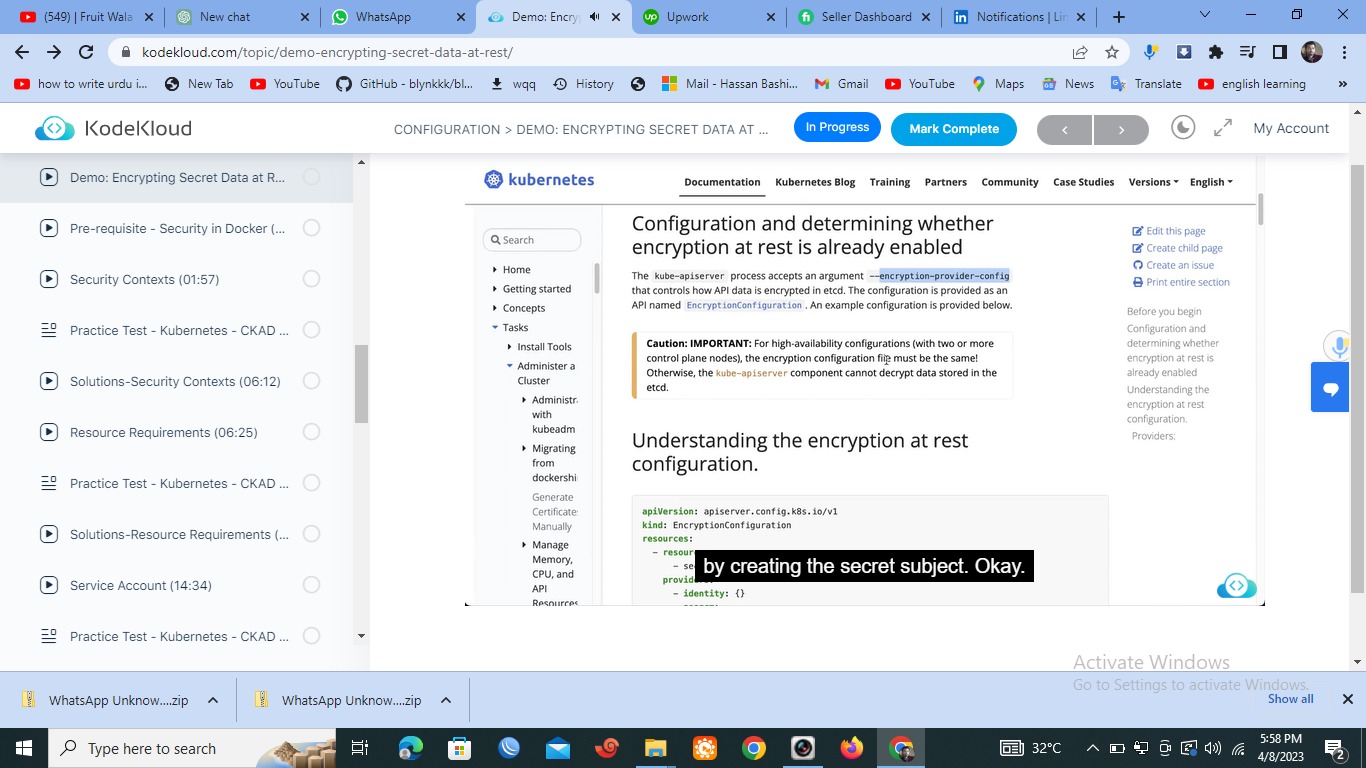 (549) | Fruit Wala
New chat
WhatsApp
Demo: Encry
Upwork
Seller Dashboard
Notifications | Li
kodekloud.com/topic/demo-encrypting-secret-data-at-rest/
how to write urdu i...
New Tab
YouTube
GitHub - blynkkk/bl...
wqq
History
Mail - Hassan Bashi...
Gmail
YouTube
Maps
News
Translate
english learning
»
KodeKloud
CONFIGURATION > DEMO: ENCRYPTING SECRET DATA AT ...
In Progress
Mark Complete
<
>
My Account
Demo: Encrypting Secret Data at R...
Pre-requisite - Security in Docker (...
Security Contexts (01:57)
Practice Test - Kubernetes - CKAD ...
Solutions-Security Contexts (06:12)
Resource Requirements (06:25)
Practice Test - Kubernetes - CKAD ...
Solutions-Resource Requirements (...
Service Account (14:34)
Practice Test - Kubernetes - CKAD ...
kubernetes
Documentation
Kubernetes Blog
Training
Partners
Community
Case Studies
Versions
English
Search
Home
Getting started
Concepts
Tasks
Install Tools
Administer a
Cluster
Administra
with
kubeadm
Migrating
from
dockershi
Generate
Certificates
Manually
Manage
Memory,
CPU, and
API
Resources
Configuration and determining whether
encryption at rest is already enabled
The kube-apiserver process accepts an argument --encryption-provider-config
that controls how API data is encrypted in etcd. The configuration is provided as an
API named EncryptionConfiguration. An example configuration is provided below.
Caution: IMPORTANT: For high-availability configurations (with two or more
control plane nodes), the encryption configuration file must be the same!
Otherwise, the kube-apiserver component cannot decrypt data stored in the
etcd.
Understanding the encryption at rest
configuration.
apiVersion: apiserver.config.k8s.io/v1
kind: EncryptionConfiguration
resources:
- resour
- se
provide
- identity: {}
by creating the secret subject. Okay.
Edit this page
Create child page
Create an issue
Print entire section
Before you begin
Configuration and
determining whether
encryption at rest is
already enabled
Understanding the
encryption at rest
configuration.
Providers:
Activate Windows
Go to Settings to activate Windows.
WhatsApp Unknow....zip
WhatsApp Unknow....zip
Show all
Type here to search
32°C
5:58 PM
4/8/2023
2